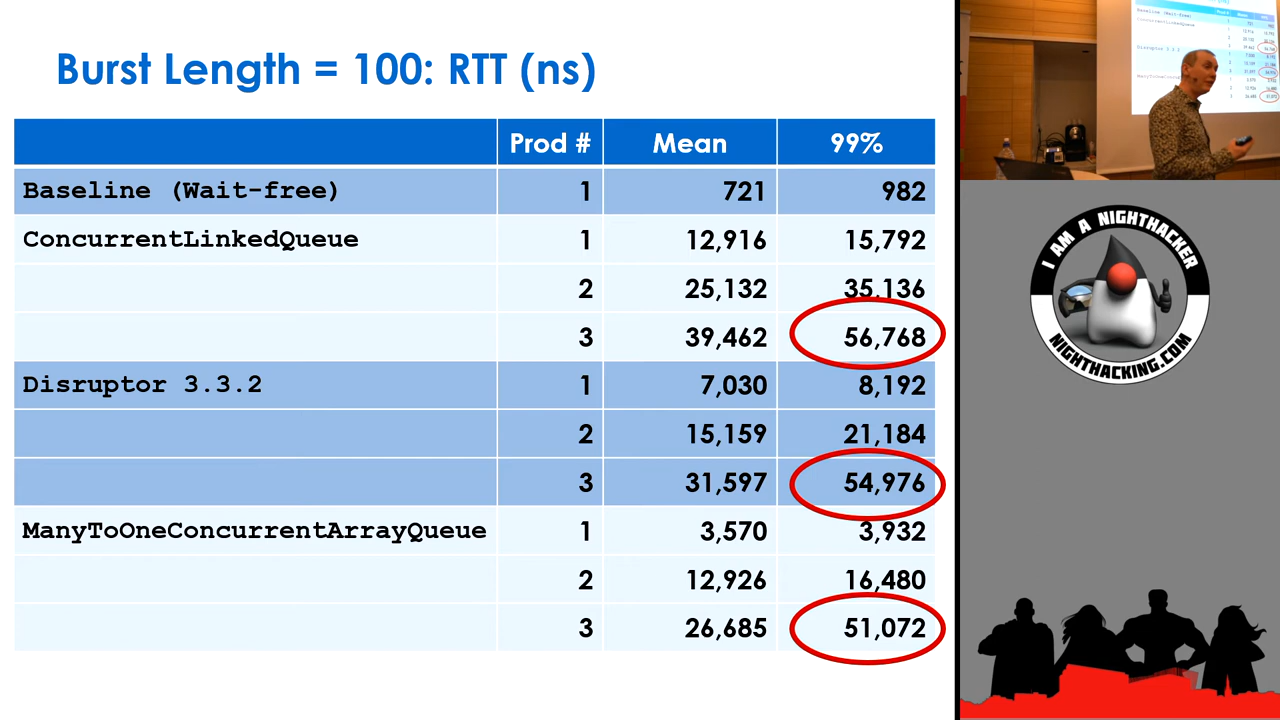 Burst Length = 100: RTT (ns)
Prod # Mean 99%
Baseline (Wait-free) 1 721 982
ConcurrentLinkedQueue 1 12,916 15,792
2 25,132 35,136
3 39,462 56,768
Disruptor 3.3.2 1 7,030 8,192
2 15,159 21,184
3 31,597 54,976
ManyToOneConcurrentArrayQueue 1 3,570 3,932
2 12,926 16,480
3 26,685 51,072
I AM A NIGHTHACKER
NIGHTHACKING.COM